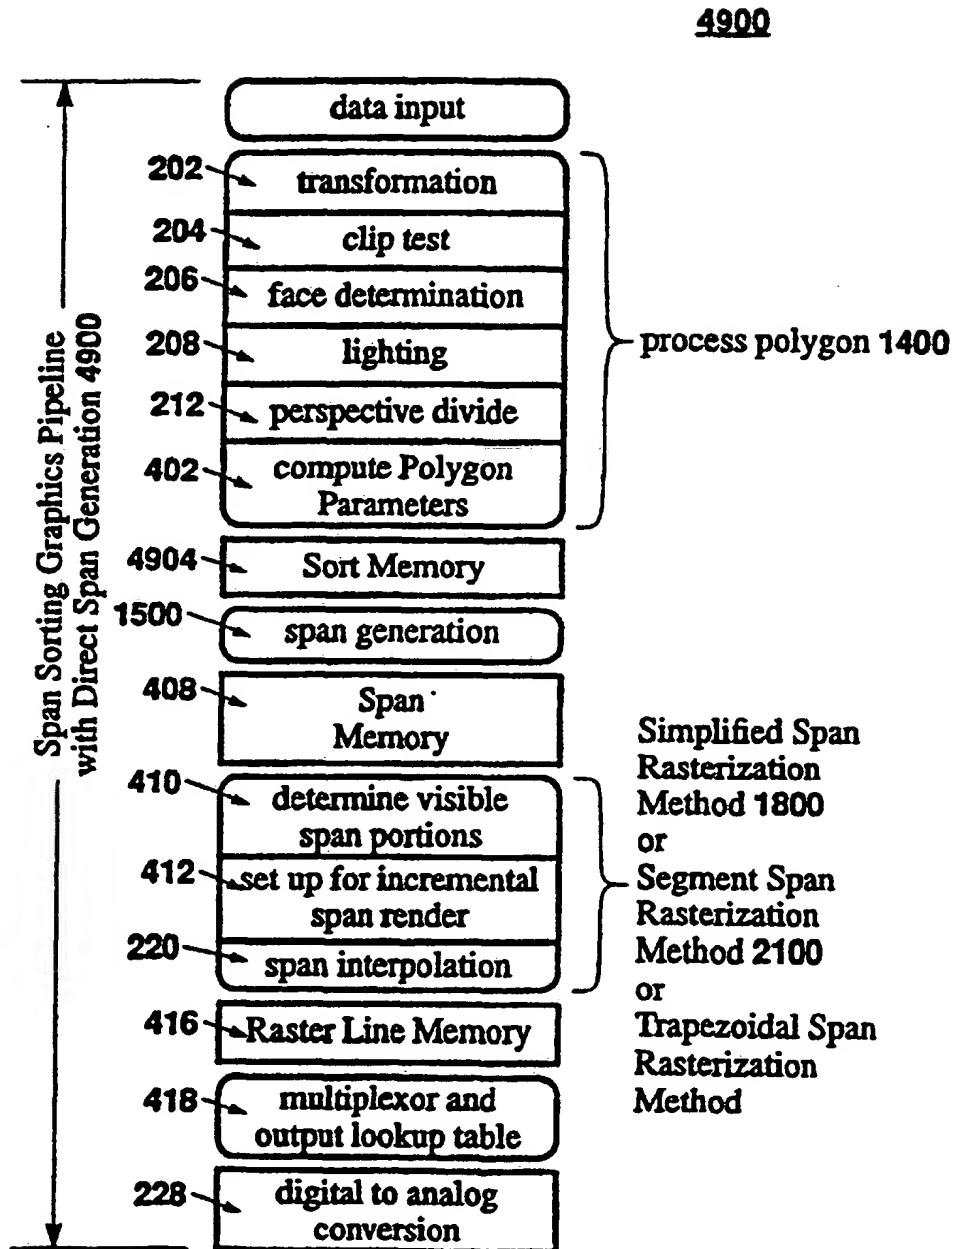 4900
data input
202
transformation
204
clip test
206
face determination
208
lighting
212
perspective divide
402
compute Polygon
Parameters
process polygon 1400
4904
Sort Memory
1500
span generation
408
Span
Memory
410
determine visible
span portions
412
set up for incremental
span render
220
span interpolation
Simplified Span
Rasterization
Method 1800
or
Segment Span
Rasterization
Method 2100
or
Trapezoidal Span
Rasterization
Method
416
Raster Line Memory
418
multiplexor and
output lookup table
228
digital to analog
conversion
Span Sorting Graphics Pipeline
with Direct Span Generation 4900